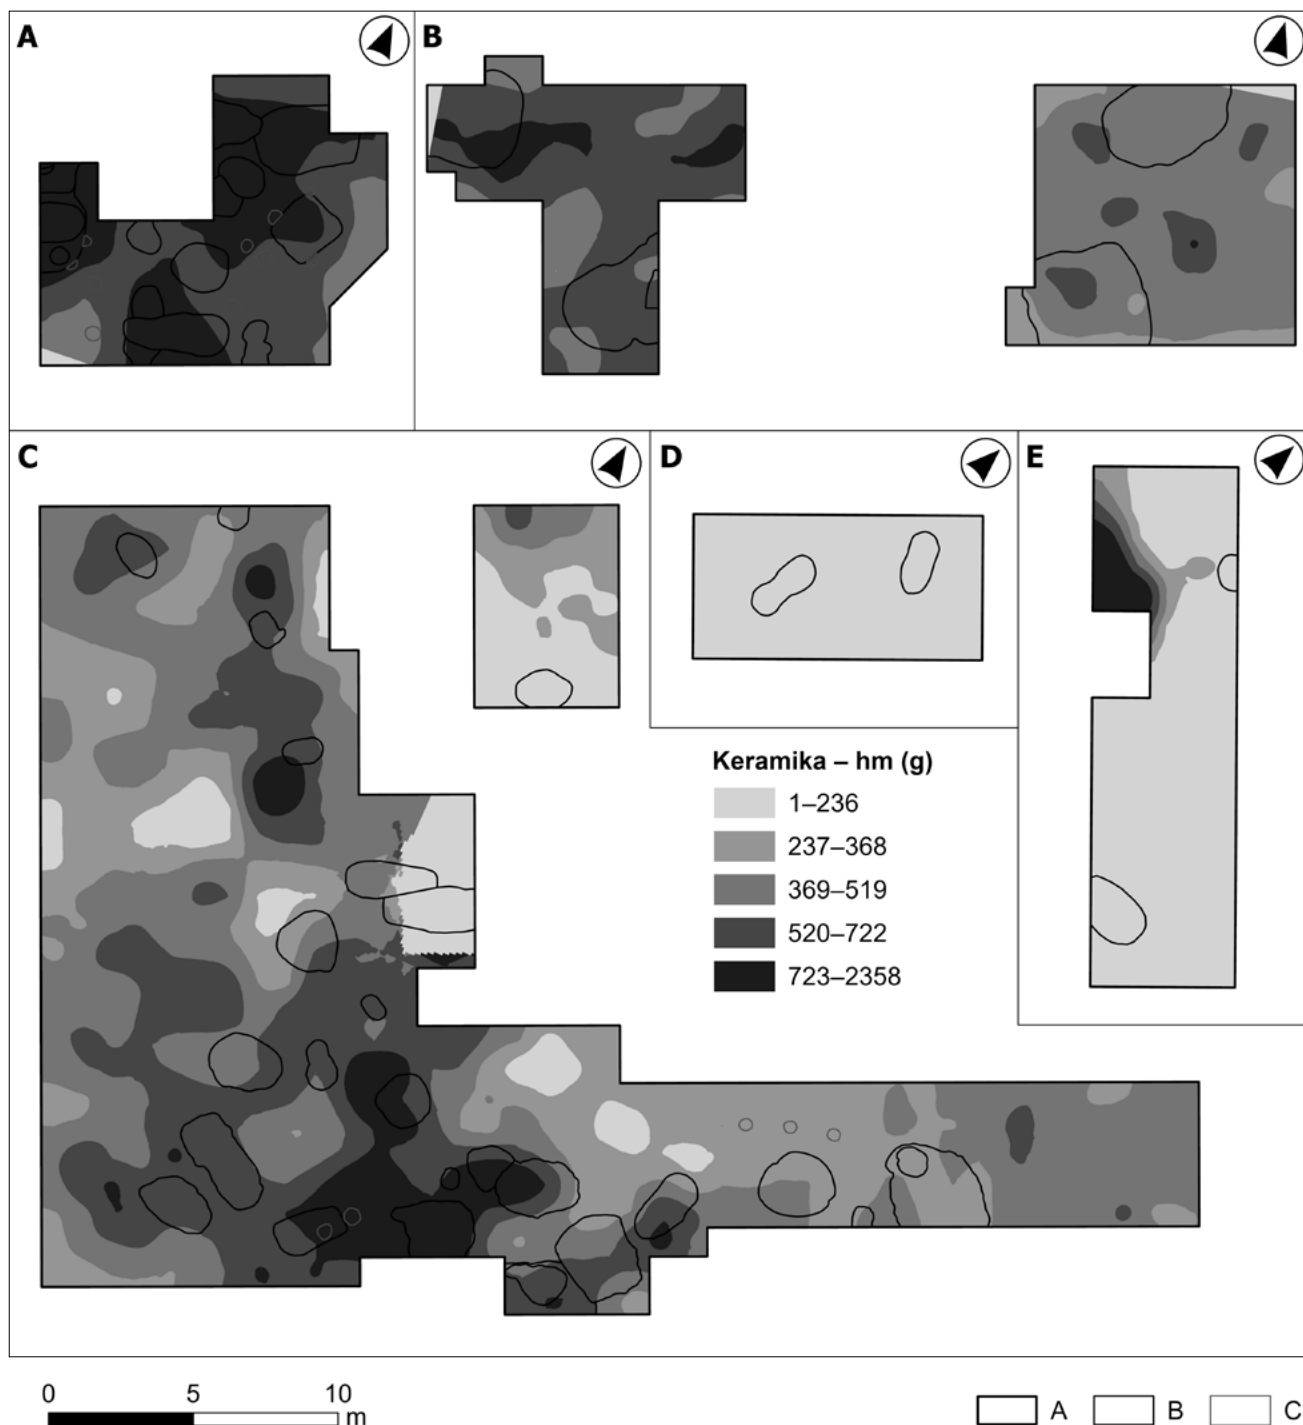 A
B
C
D
E
Keramika – hm (g)
1–236
237–368
369–519
520–722
723–2358
0 5 10
m
A B C